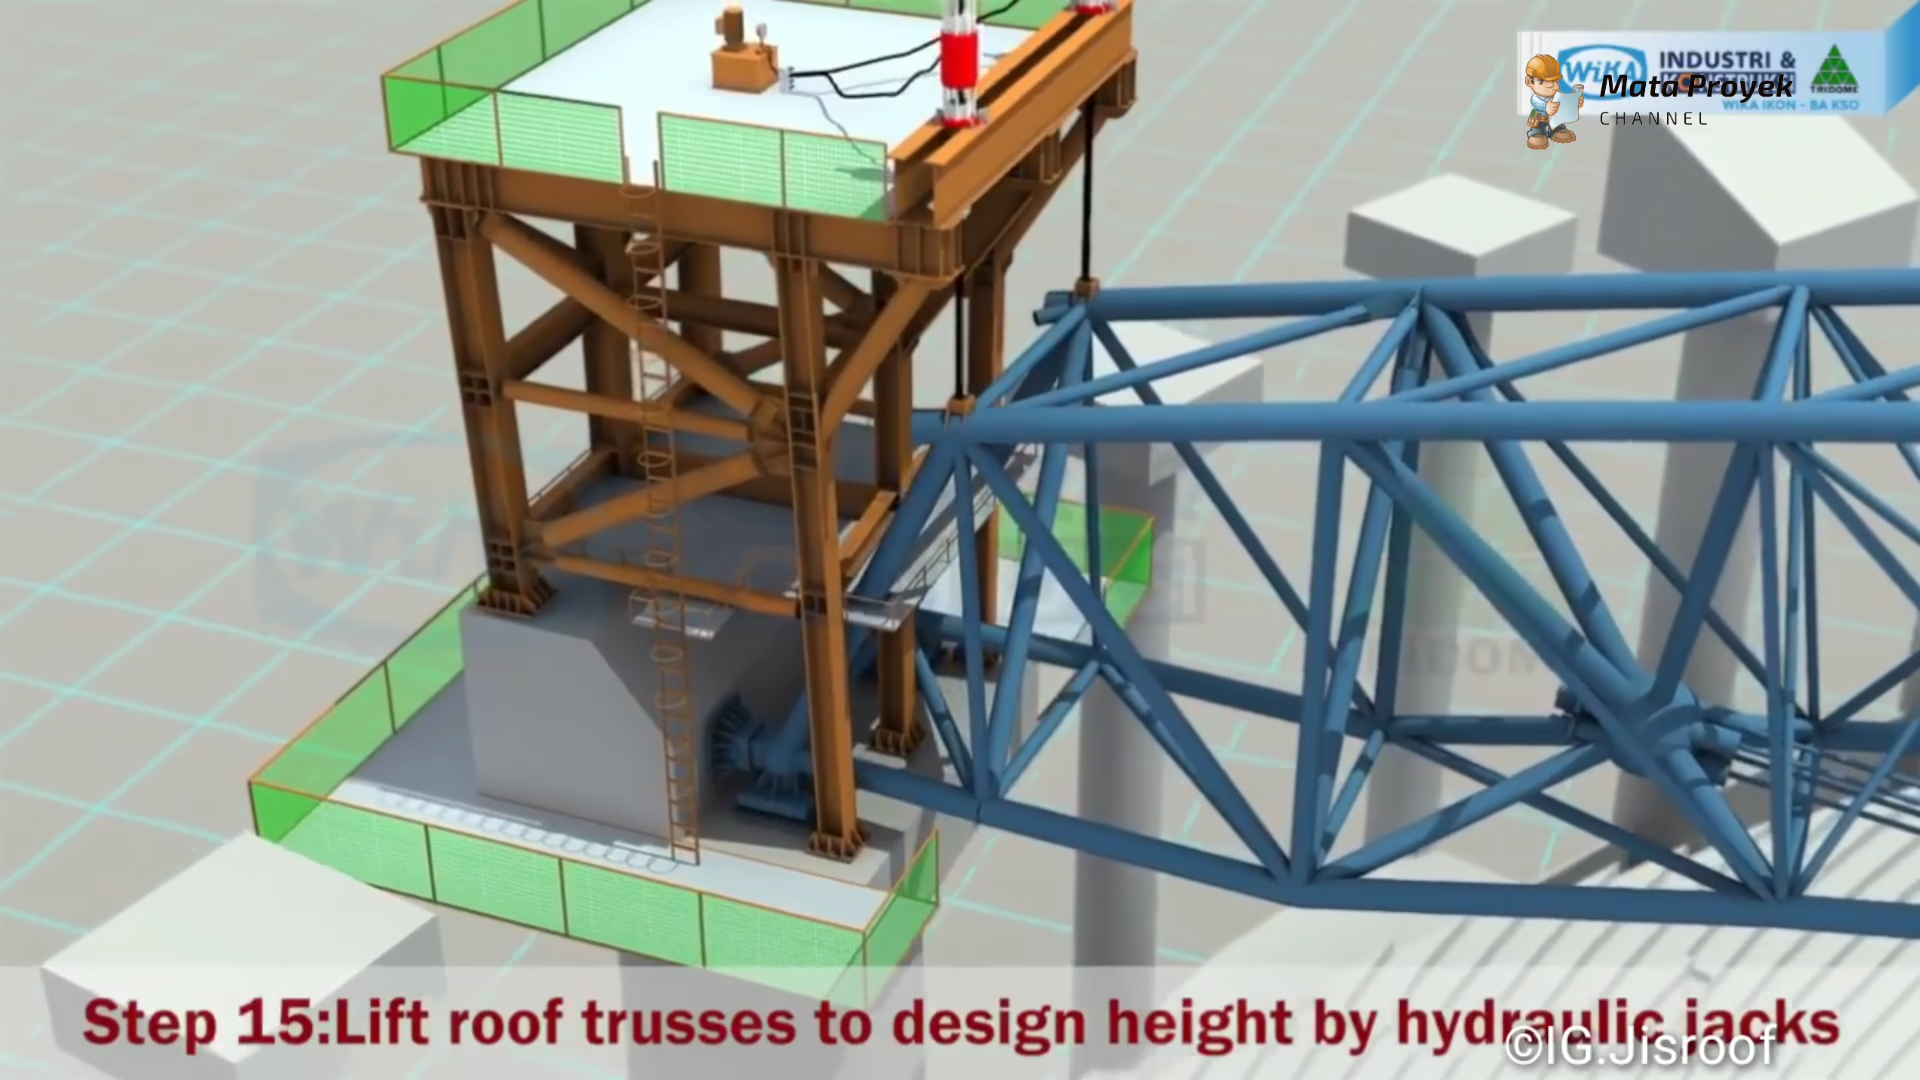 WIKA
INDUSTRI &
Mata Proyek
CHANNEL
TRIDOME
WIKA IKON - BA KSO
Step 15:Lift roof trusses to design height by hydraulic jacks
©IG.Jisroof